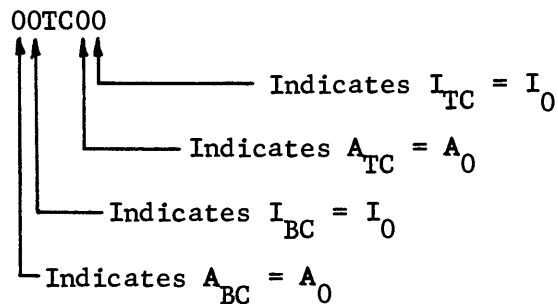 00TC00
Indicates I_TC = I_0
Indicates A_TC = A_0
Indicates I_BC = I_0
Indicates A_BC = A_0